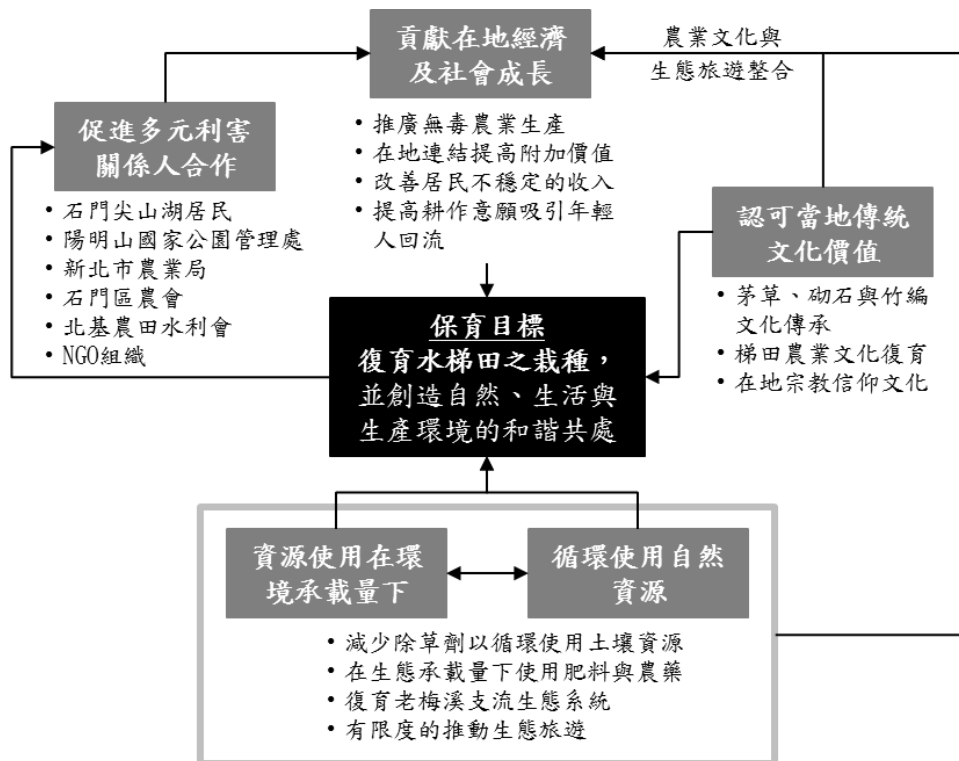 貢獻在地經濟
及社會成長
農業文化與
生態旅遊整合
促進多元利害
關係人合作
• 推廣無毒農業生產
• 在地連結提高附加價值
• 改善居民不穩定的收入
• 提高耕作意願吸引年輕
人回流
• 石門尖山湖居民
• 陽明山國家公園管理處
• 新北市農業局
• 石門區農會
• 北基農田水利會
• NGO組織
認可當地傳統
文化價值
• 茅草、砌石與竹編
文化傳承
• 梯田農業文化復育
• 在地宗教信仰文化
保育目標
復育水梯田之栽種，
並創造自然、生活與
生產環境的和諧共處
資源使用在環
境承載量下
循環使用自然
資源
• 減少除草劑以循環使用土壤資源
• 在生態承載量下使用肥料與農藥
• 復育老梅溪支流生態系統
• 有限度的推動生態旅遊